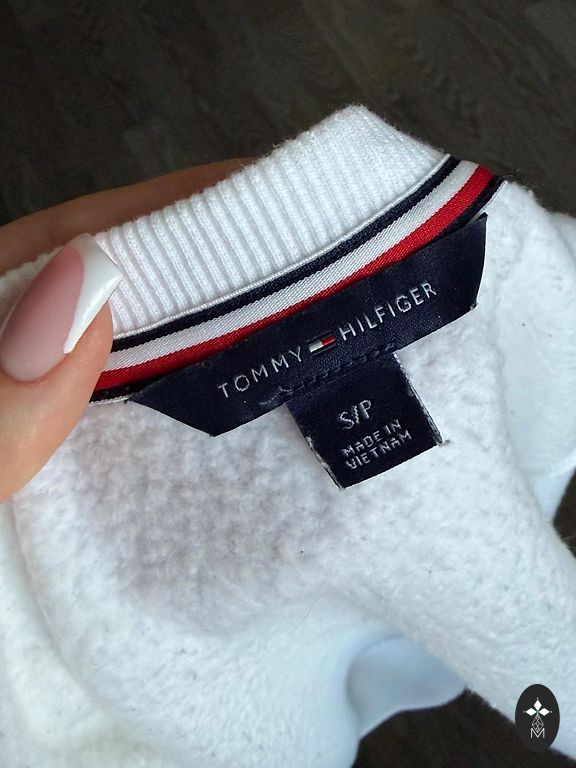 TOMMY HILFIGER
S/P
MADE IN
VIETNAM
M